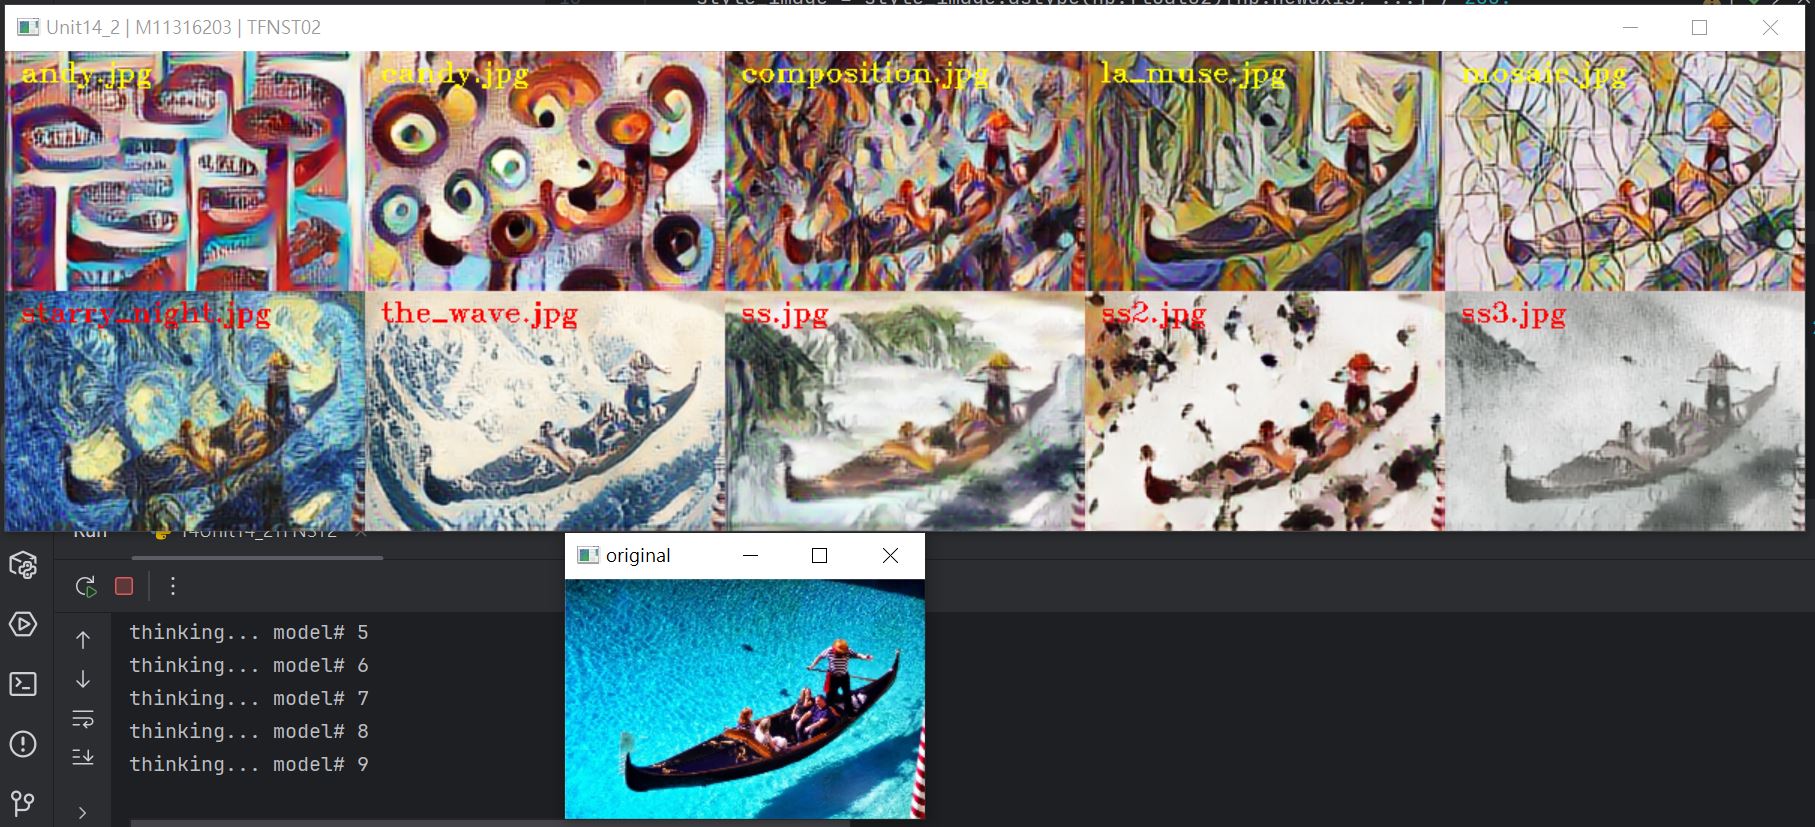 Unit14_2 | M11316203 | TFNST02
andy.jpg
candy.jpg
composition.jpg
la_muse.jpg
mosaic.jpg
starry_night.jpg
the_wave.jpg
ss.jpg
ss2.jpg
ss3.jpg
Run
original
thinking... model# 5
thinking... model# 6
thinking... model# 7
thinking... model# 8
thinking... model# 9